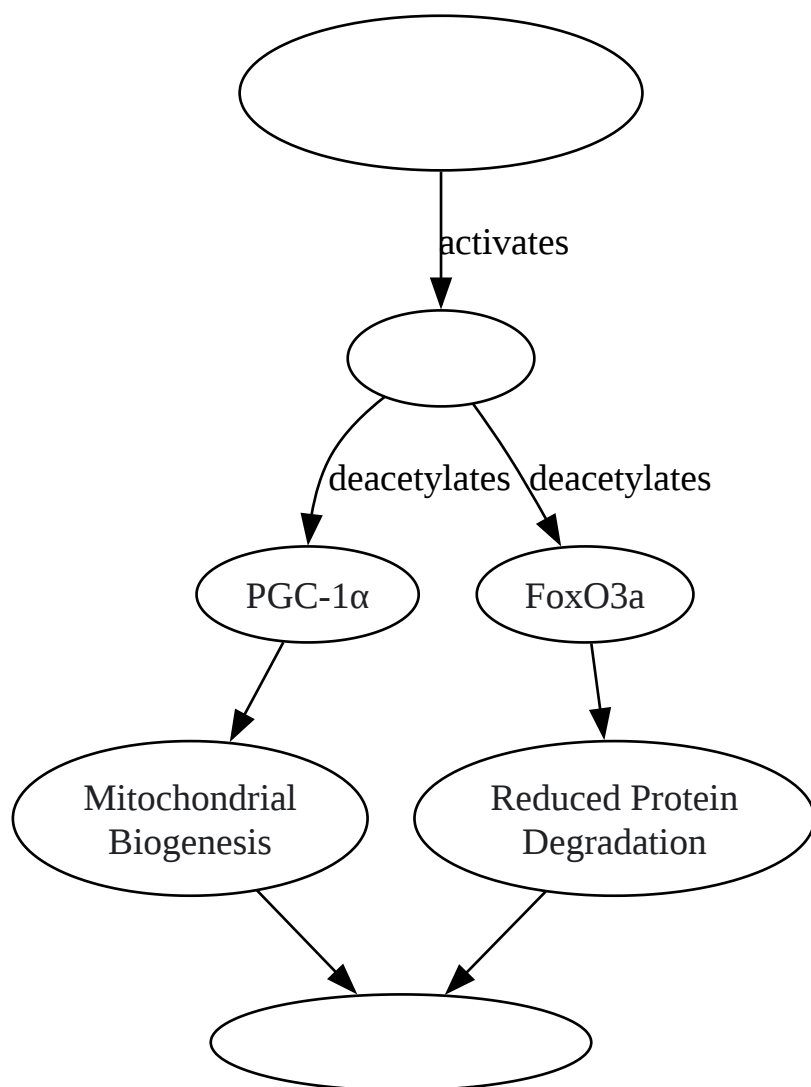 activates
deacetylates
deacetylates
PGC-1α
FoxO3a
Mitochondrial
Biogenesis
Reduced Protein
Degradation